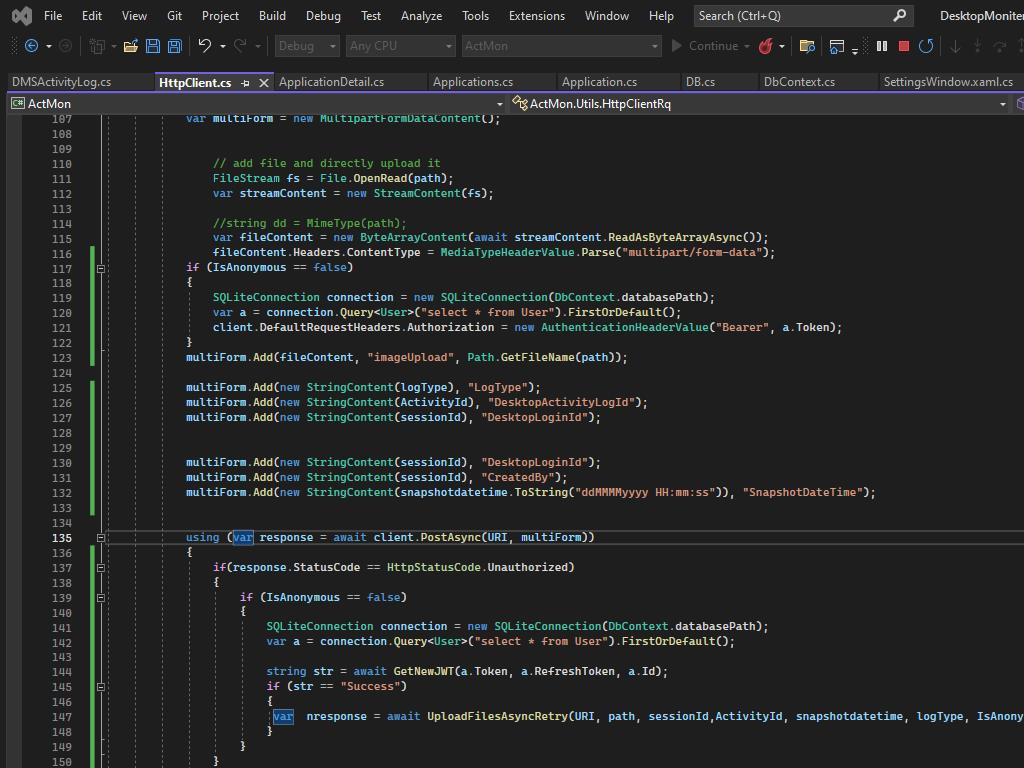 File Edit View Git Project Build Debug Test Analyze Tools Extensions Window Help Search (Ctrl+Q) DesktopMoniter
Debug Any CPU ActMon Continue
DMSActivityLog.cs HttpClient.cs ApplicationDetail.cs Applications.cs Application.cs DB.cs DbContext.cs SettingsWindow.xaml.cs
C# ActMon ActMon.Utils.HttpClientRq
107 var multiForm = new MultipartFormDataContent();
108
109
110 // add file and directly upload it
111 FileStream fs = File.OpenRead(path);
112 var streamContent = new StreamContent(fs);
113
114 //string dd = MimeType(path);
115 var fileContent = new ByteArrayContent(await streamContent.ReadAsByteArrayAsync());
116 fileContent.Headers.ContentType = MediaTypeHeaderValue.Parse("multipart/form-data");
117 if (IsAnonymous == false)
118 {
119 SQLiteConnection connection = new SQLiteConnection(DbContext.databasePath);
120 var a = connection.Query<User>("select * from User").FirstOrDefault();
121 client.DefaultRequestHeaders.Authorization = new AuthenticationHeaderValue("Bearer", a.Token);
122 }
123 multiForm.Add(fileContent, "imageUpload", Path.GetFileName(path));
124
125 multiForm.Add(new StringContent(logType), "LogType");
126 multiForm.Add(new StringContent(ActivityId), "DesktopActivityLogId");
127 multiForm.Add(new StringContent(sessionId), "DesktopLoginId");
128
129
130 multiForm.Add(new StringContent(sessionId), "DesktopLoginId");
131 multiForm.Add(new StringContent(sessionId), "CreatedBy");
132 multiForm.Add(new StringContent(snapshotdatetime.ToString("ddMMMMyyyy HH:mm:ss")), "SnapshotDateTime");
133
134
135 using (var response = await client.PostAsync(URI, multiForm))
136 {
137 if(response.StatusCode == HttpStatusCode.Unauthorized)
138 {
139 if (IsAnonymous == false)
140 {
141 SQLiteConnection connection = new SQLiteConnection(DbContext.databasePath);
142 var a = connection.Query<User>("select * from User").FirstOrDefault();
143
144 string str = await GetNewJWT(a.Token, a.RefreshToken, a.Id);
145 if (str == "Success")
146 {
147 var nresponse = await UploadFilesAsyncRetry(URI, path, sessionId,ActivityId, snapshotdatetime, logType, IsAnony
148 }
149 }
150 }